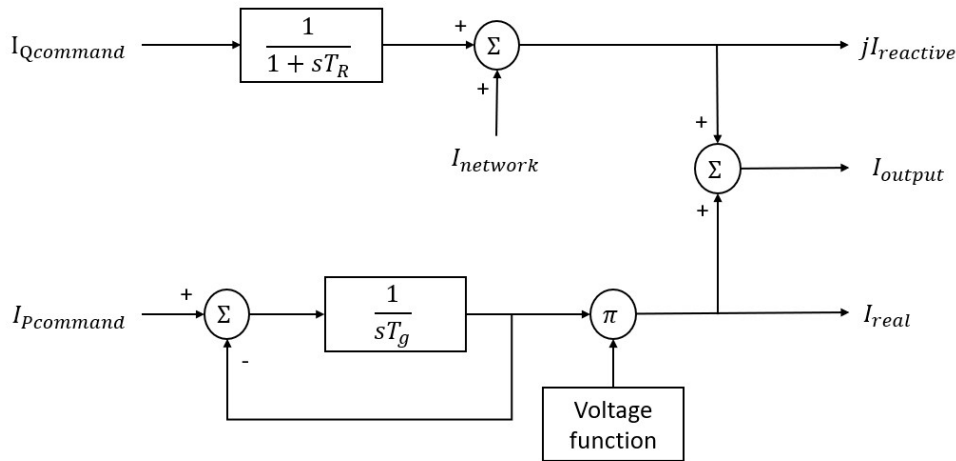 I_Qcommand
1
1 + sT_R
+
Σ
jI_reactive
+
I_network
+
Σ
I_output
+
I_Pcommand
+
Σ
1
sT_g
π
I_real
-
Voltage
function